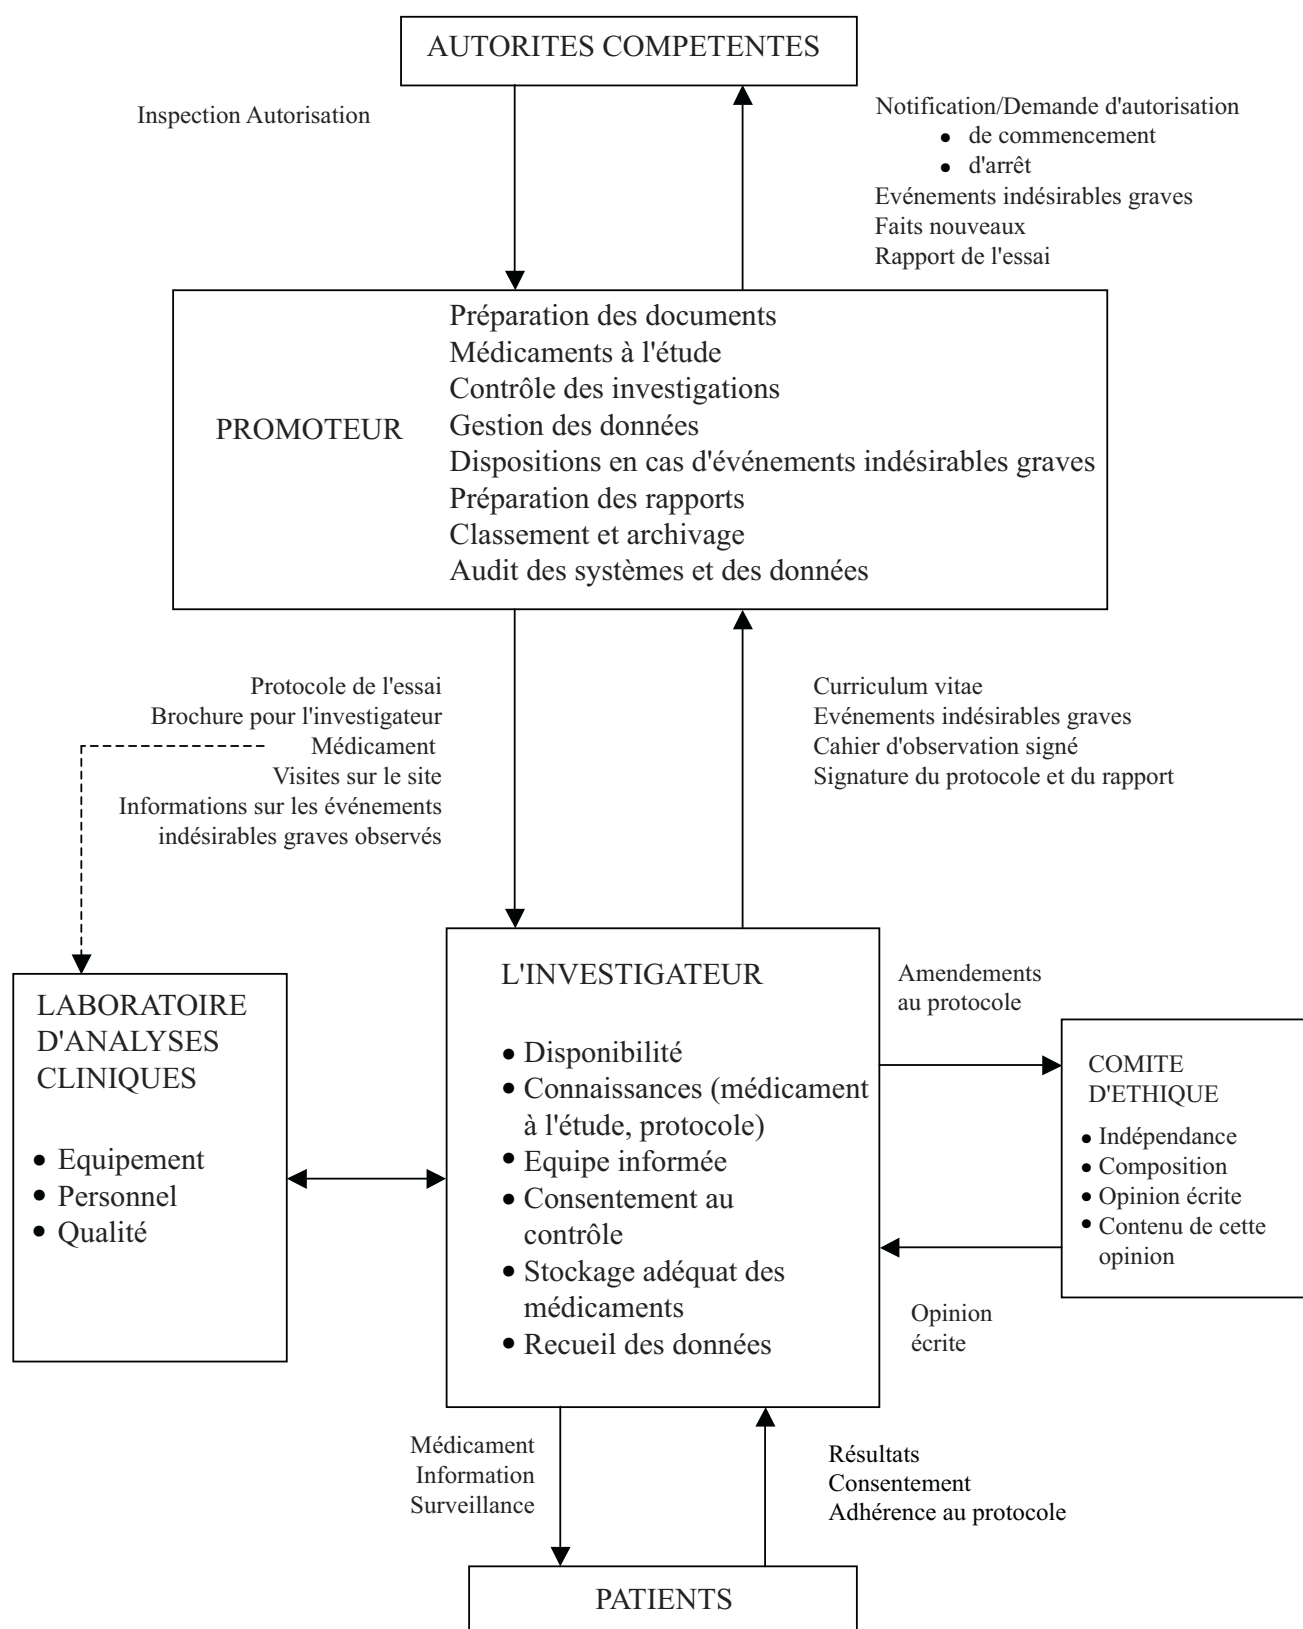 AUTORITES COMPETENTES
Inspection Autorisation
Notification/Demande d'autorisation
• de commencement
• d'arrêt
Evénements indésirables graves
Faits nouveaux
Rapport de l'essai
PROMOTEUR
Préparation des documents
Médicaments à l'étude
Contrôle des investigations
Gestion des données
Dispositions en cas d'événements indésirables graves
Préparation des rapports
Classement et archivage
Audit des systèmes et des données
Protocole de l'essai
Brochure pour l'investigateur
Médicament
Visites sur le site
Informations sur les événements
indésirables graves observés
Curriculum vitae
Evénements indésirables graves
Cahier d'observation signé
Signature du protocole et du rapport
LABORATOIRE
D'ANALYSES
CLINIQUES
• Equipement
• Personnel
• Qualité
L'INVESTIGATEUR
• Disponibilité
• Connaissances (médicament
à l'étude, protocole)
• Equipe informée
• Consentement au
contrôle
• Stockage adéquat des
médicaments
• Recueil des données
Amendements
au protocole
COMITE
D'ETHIQUE
• Indépendance
• Composition
• Opinion écrite
• Contenu de cette
opinion
Opinion
écrite
Médicament
Information
Surveillance
Résultats
Consentement
Adhérence au protocole
PATIENTS